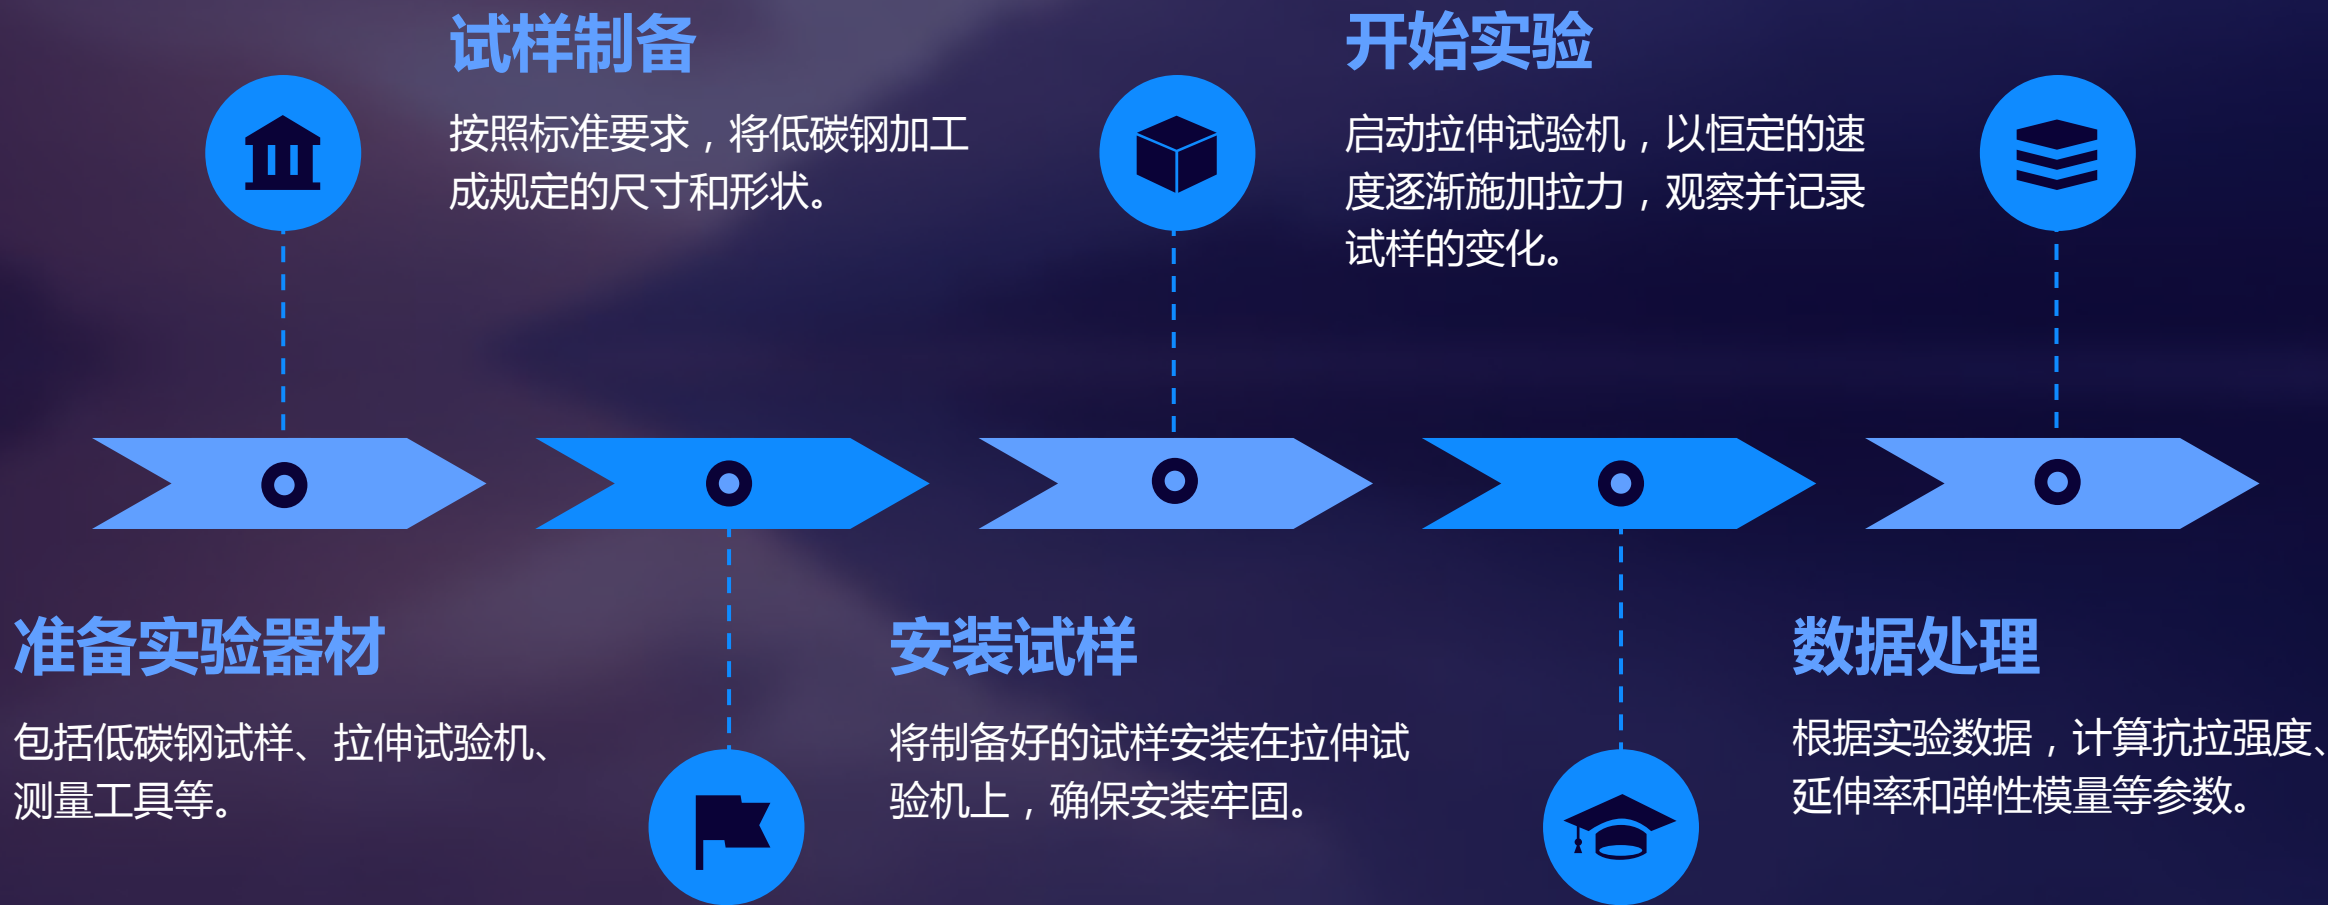 试样制备
按照标准要求，将低碳钢加工
成规定的尺寸和形状。
开始实验
启动拉伸试验机，以恒定的速
度逐渐施加拉力，观察并记录
试样的变化。
准备实验器材
包括低碳钢试样、拉伸试验机、
测量工具等。
安装试样
将制备好的试样安装在拉伸试
验机上，确保安装牢固。
数据处理
根据实验数据，计算抗拉强度、
延伸率和弹性模量等参数。